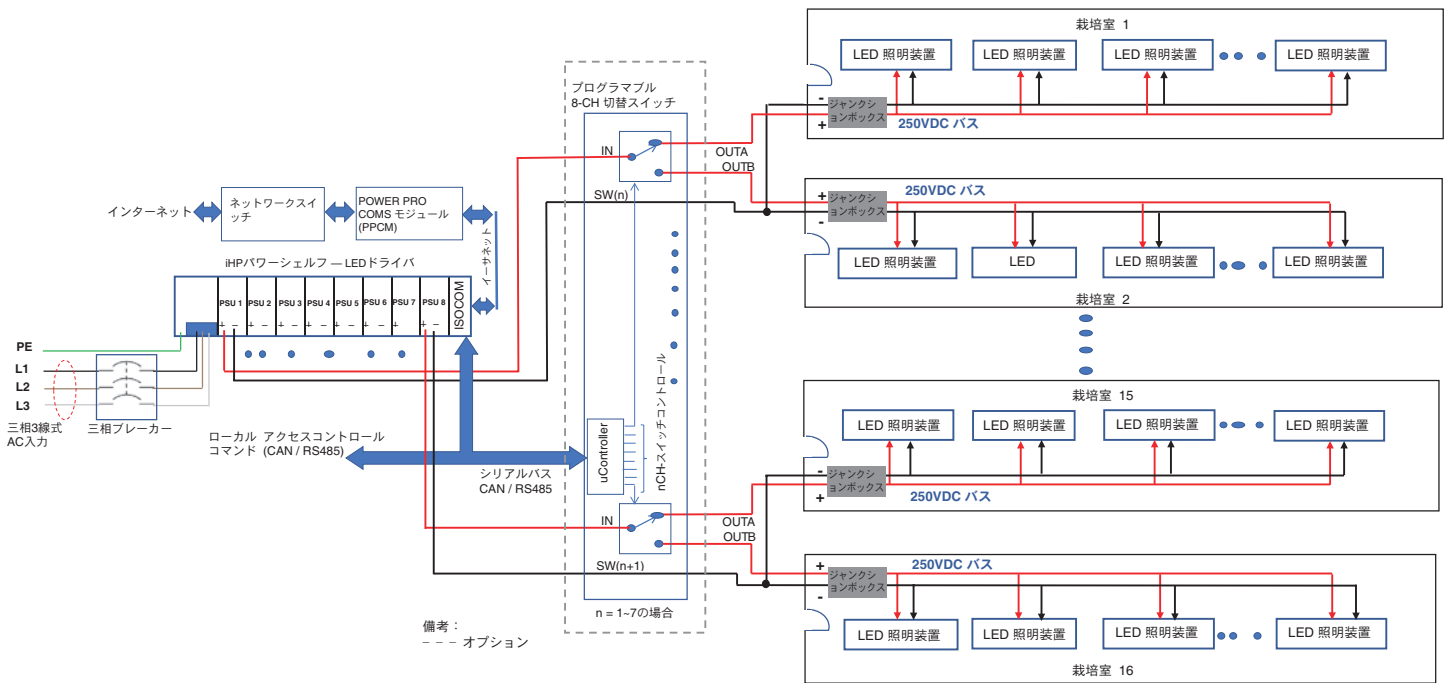 栽培室 1
LED 照明装置
LED 照明装置
LED 照明装置
LED 照明装置
-
ジャンクシ
ョンボックス
+
250VDC バス
プログラマブル
8-CH 切替スイッチ
IN
OUTA
OUTB
SW(n)
250VDC バス
+
ジャンクシ
ョンボックス
-
LED 照明装置
LED
LED 照明装置
LED 照明装置
栽培室 2
インターネット
ネットワークスイ
ッチ
POWER PRO
COMS モジュール
(PPCM)
イーサネット
iHPパワーシェルフ — LEDドライバ
PSU 1
PSU 2
PSU 3
PSU 4
PSU 5
PSU 6
PSU 7
PSU 8
ISOCOM
+ -
+ -
+ -
+ -
+ -
+ -
+
+ -
PE
L1
L2
L3
三相3線式
AC入力
三相ブレーカー
ローカル アクセスコントロール
コマンド (CAN / RS485)
シリアルバス
CAN / RS485
uController
nCH-スイッチコントロール
栽培室 15
LED 照明装置
LED 照明装置
LED 照明装置
LED 照明装置
-
ジャンクシ
ョンボックス
+
250VDC バス
IN
OUTA
OUTB
SW(n+1)
n = 1~7の場合
250VDC バス
+
ジャンクシ
ョンボックス
-
LED 照明装置
LED 照明装置
LED 照明装置
LED 照明装置
栽培室 16
備考：
– – – オプション